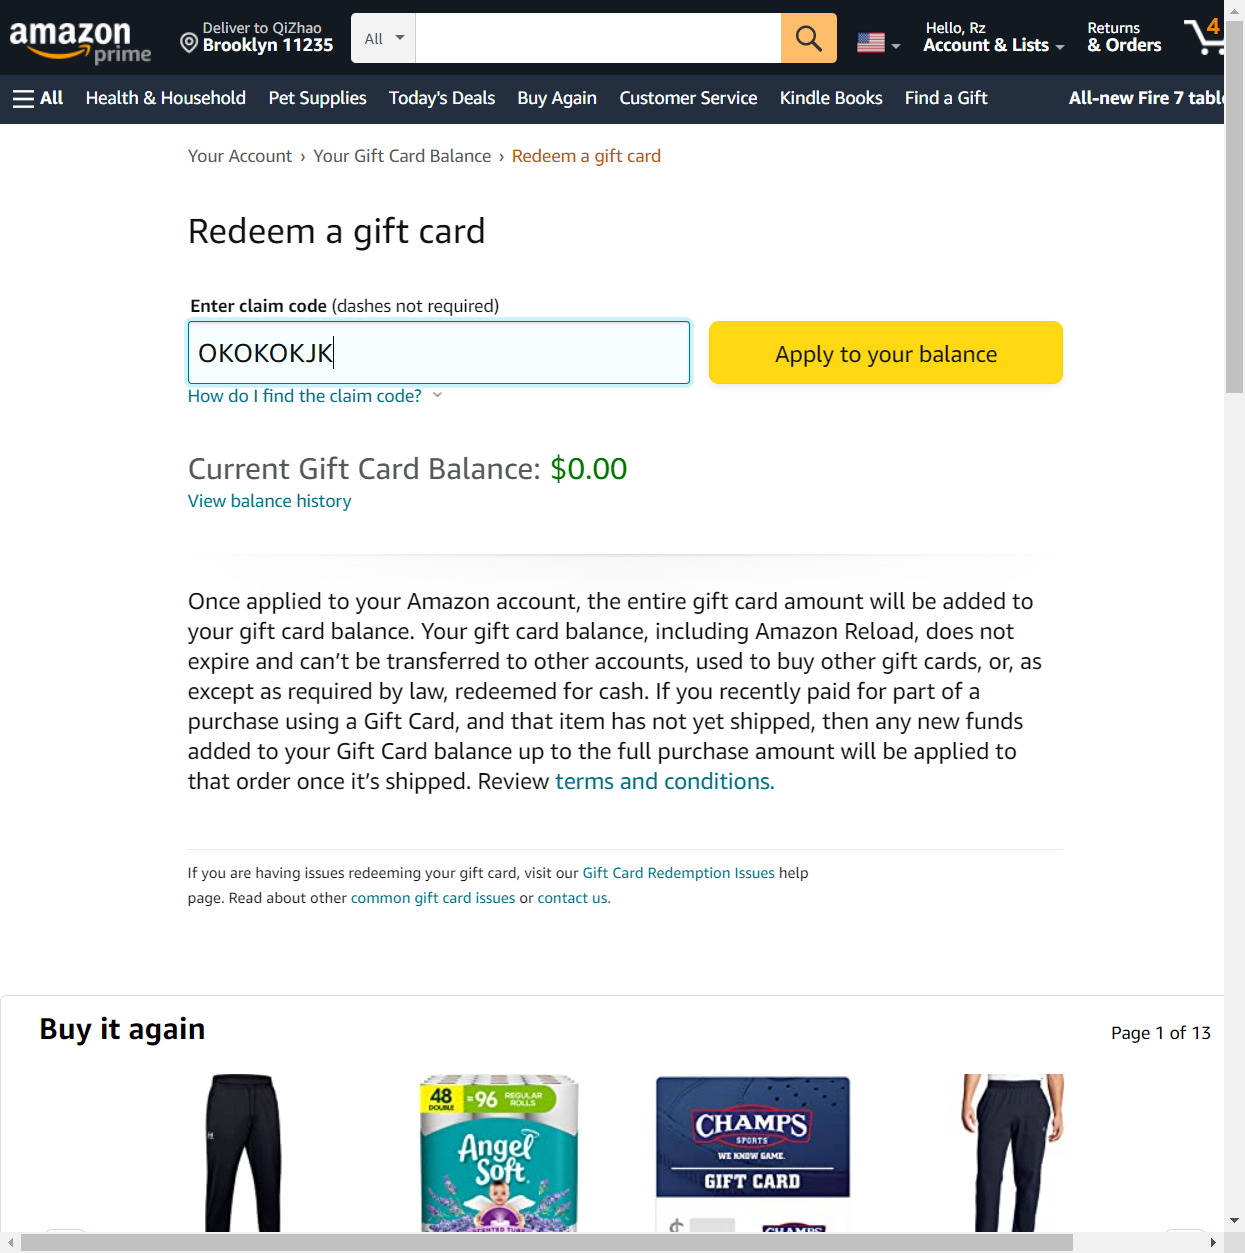 amazon prime
Deliver to QiZhao
Brooklyn 11235
All
Hello, Rz
Account & Lists
Returns
& Orders
4
All
Health & Household
Pet Supplies
Today's Deals
Buy Again
Customer Service
Kindle Books
Find a Gift
All-new Fire 7 table
Your Account › Your Gift Card Balance › Redeem a gift card
Redeem a gift card
Enter claim code (dashes not required)
OKOKOKJK
Apply to your balance
How do I find the claim code?
Current Gift Card Balance: $0.00
View balance history
Once applied to your Amazon account, the entire gift card amount will be added to
your gift card balance. Your gift card balance, including Amazon Reload, does not
expire and can’t be transferred to other accounts, used to buy other gift cards, or, as
except as required by law, redeemed for cash. If you recently paid for part of a
purchase using a Gift Card, and that item has not yet shipped, then any new funds
added to your Gift Card balance up to the full purchase amount will be applied to
that order once it’s shipped. Review terms and conditions.
If you are having issues redeeming your gift card, visit our Gift Card Redemption Issues help
page. Read about other common gift card issues or contact us.
Buy it again
Page 1 of 13
48
DOUBLE
=96
REGULAR
ROLLS
Angel
Soft
CHAMPS
SPORTS
WE KNOW GAME.
GIFT CARD
CHAMPS